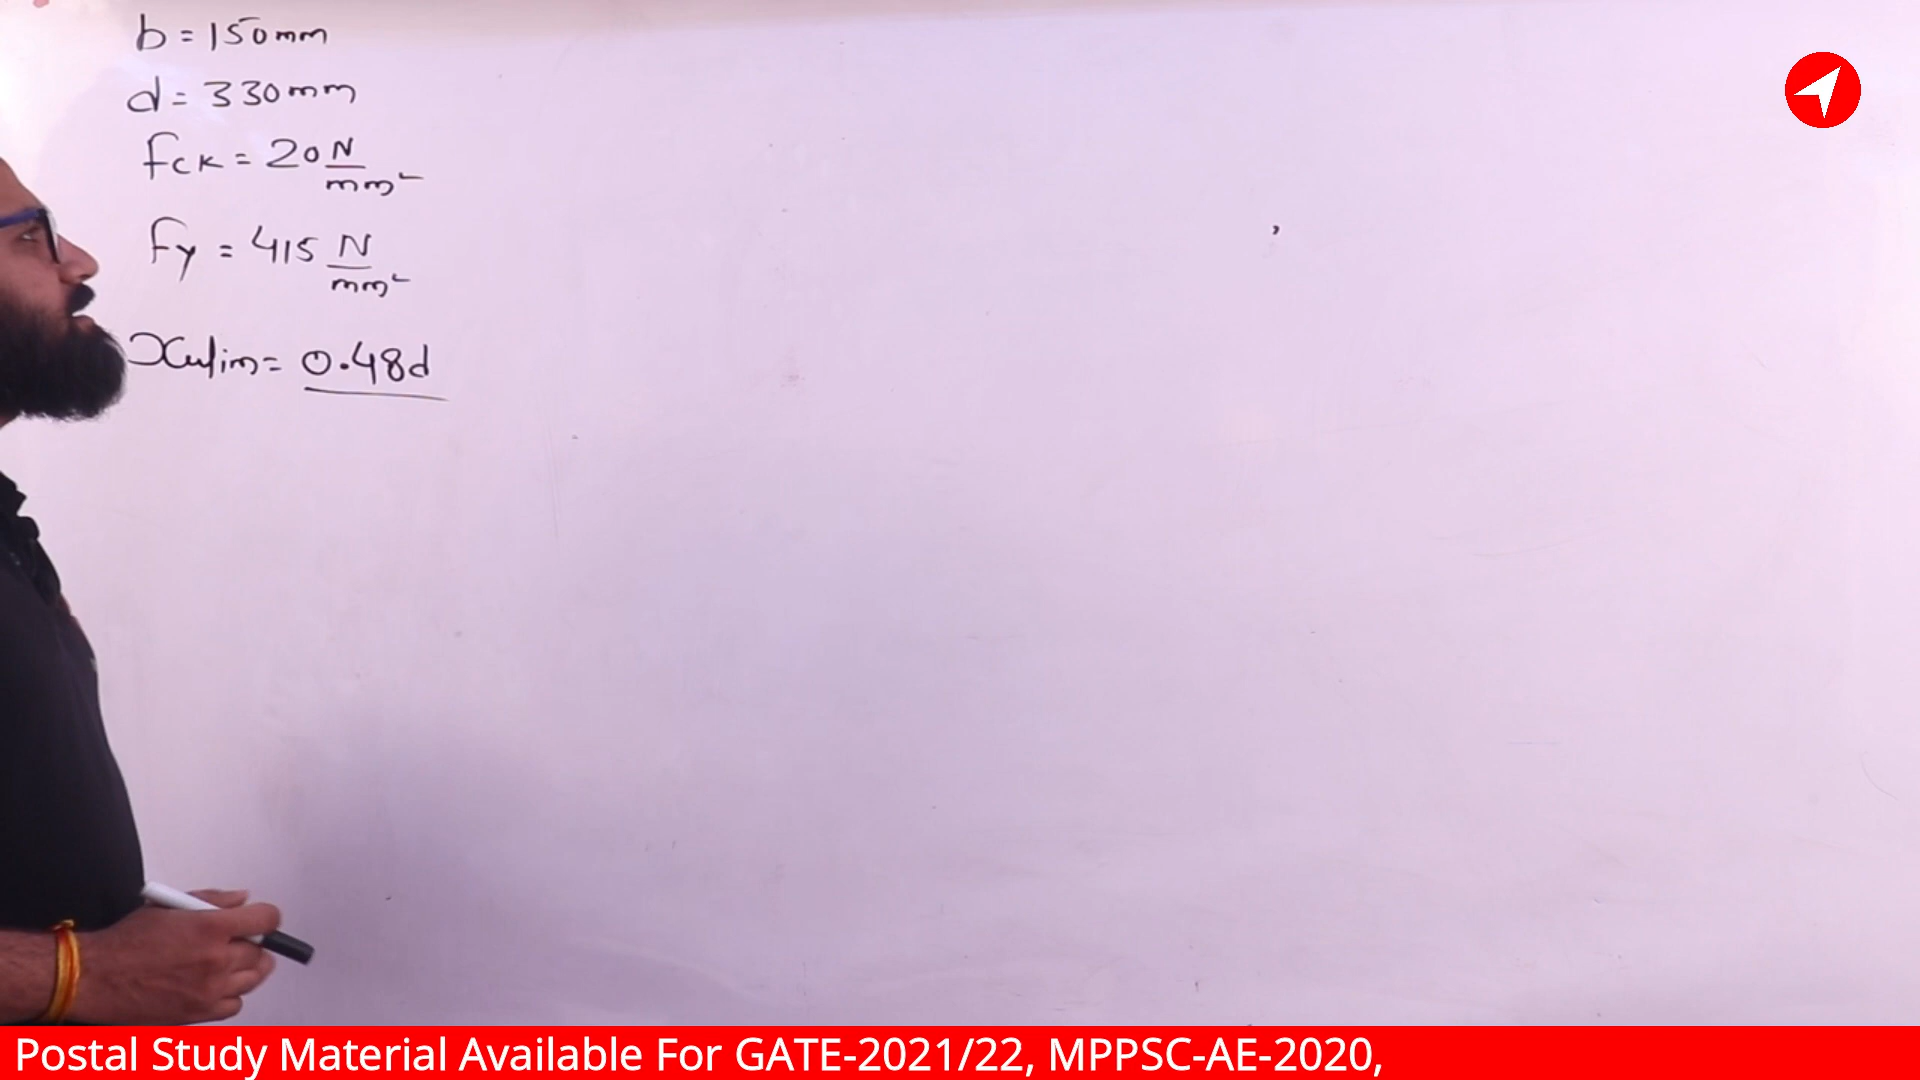 b = 150mm
d = 330mm
fck = 20 N/mm²
fy = 415 N/mm²
xulim = 0.48d
Postal Study Material Available For GATE-2021/22, MPPSC-AE-2020,